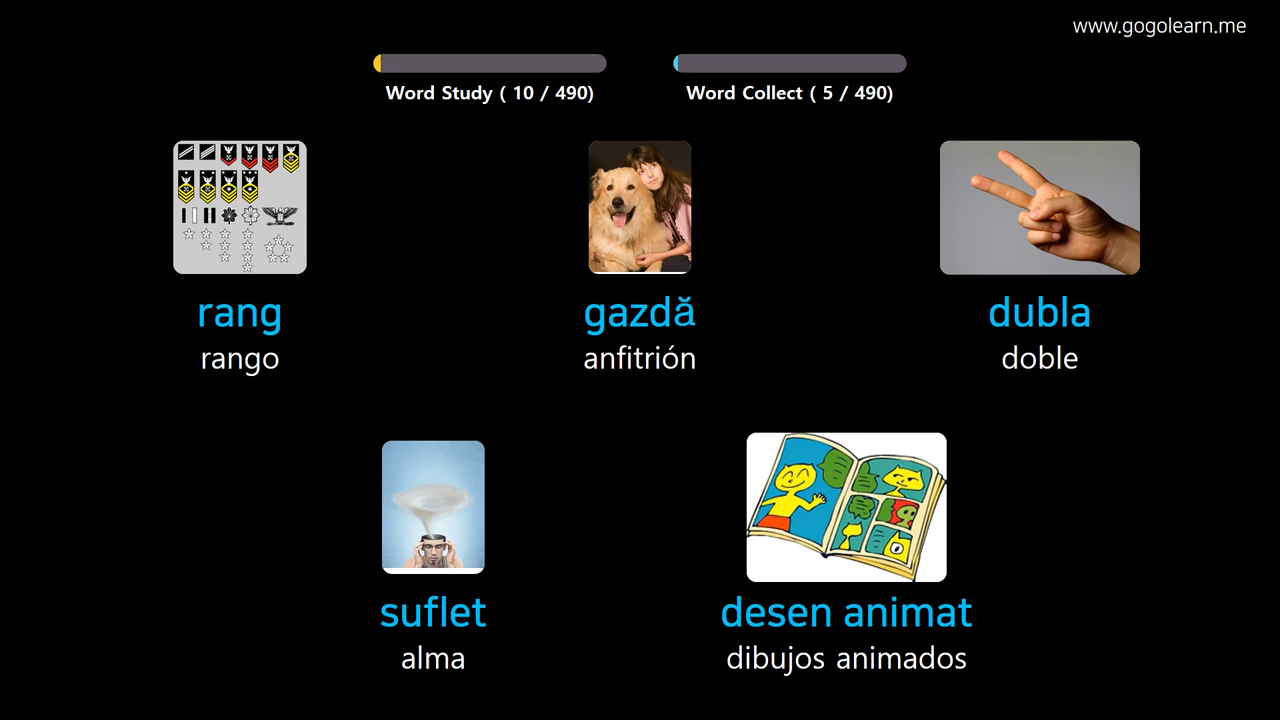 www.gogolearn.me
Word Study ( 10 / 490)
Word Collect ( 5 / 490)
rang
rango
gazdă
anfitrión
dubla
doble
suflet
alma
desen animat
dibujos animados